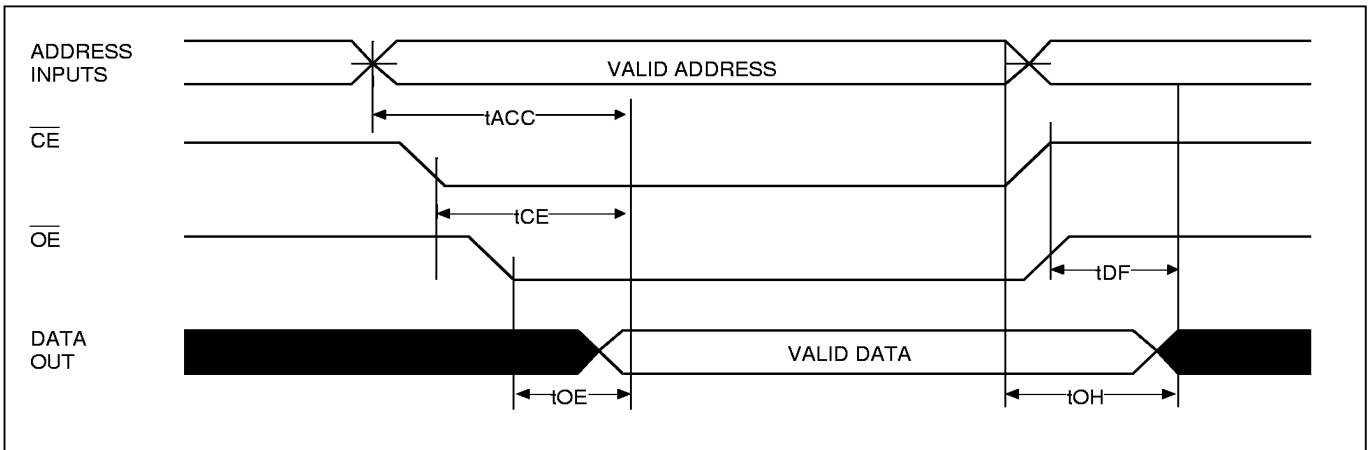 ADDRESS
INPUTS
VALID ADDRESS
tACC
CE
tCE
OE
tDF
DATA
OUT
VALID DATA
tOE
tOH